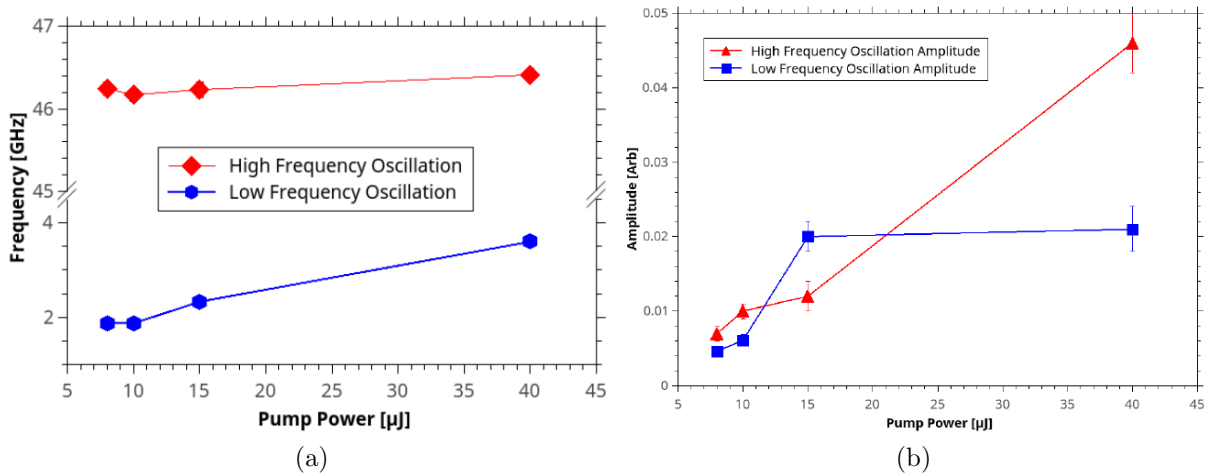 47
46
45
4
2
Frequency [GHz]
High Frequency Oscillation
Low Frequency Oscillation
5 10 15 20 25 30 35 40 45
Pump Power [µJ]
(a)
0.05
0.04
0.03
0.02
0.01
0
Amplitude [Arb]
High Frequency Oscillation Amplitude
Low Frequency Oscillation Amplitude
5 10 15 20 25 30 35 40 45
Pump Power [µJ]
(b)